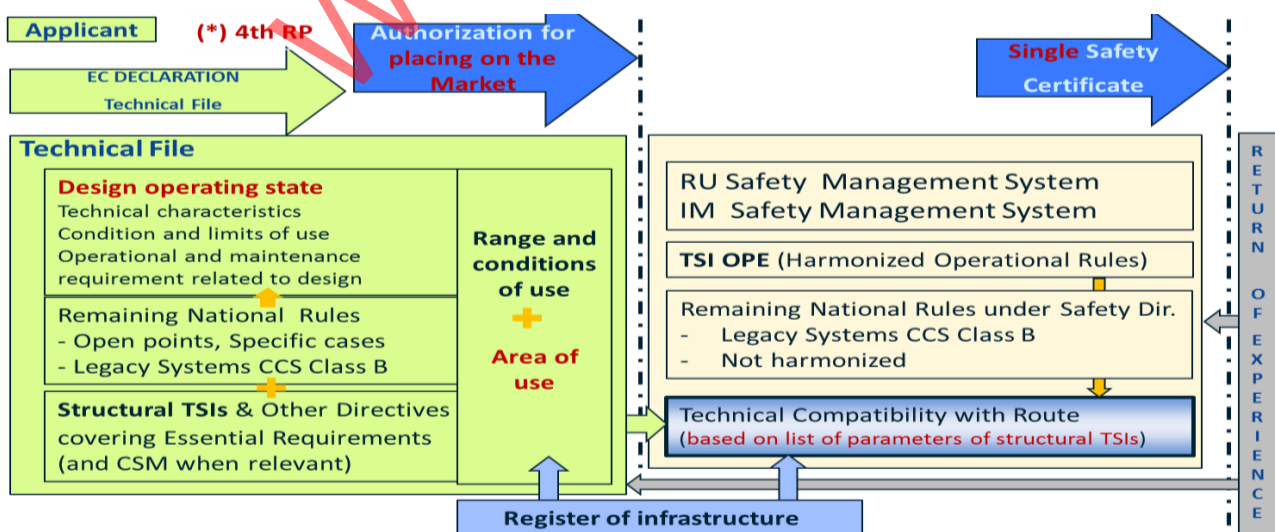 Applicant
(*) 4th RP
EC DECLARATION
Technical File
Authorization for
placing on the
Market
Single Safety
Certificate
Technical File
Design operating state
Technical characteristics
Condition and limits of use
Operational and maintenance
requirement related to design
Remaining National Rules
- Open points, Specific cases
- Legacy Systems CCS Class B
Structural TSIs & Other Directives
covering Essential Requirements
(and CSM when relevant)
Range and
conditions
of use
Area of
use
RU Safety Management System
IM Safety Management System
TSI OPE (Harmonized Operational Rules)
Remaining National Rules under Safety Dir.
- Legacy Systems CCS Class B
- Not harmonized
Technical Compatibility with Route
(based on list of parameters of structural TSIs)
Register of infrastructure
RETURN OF EXPERIENCE